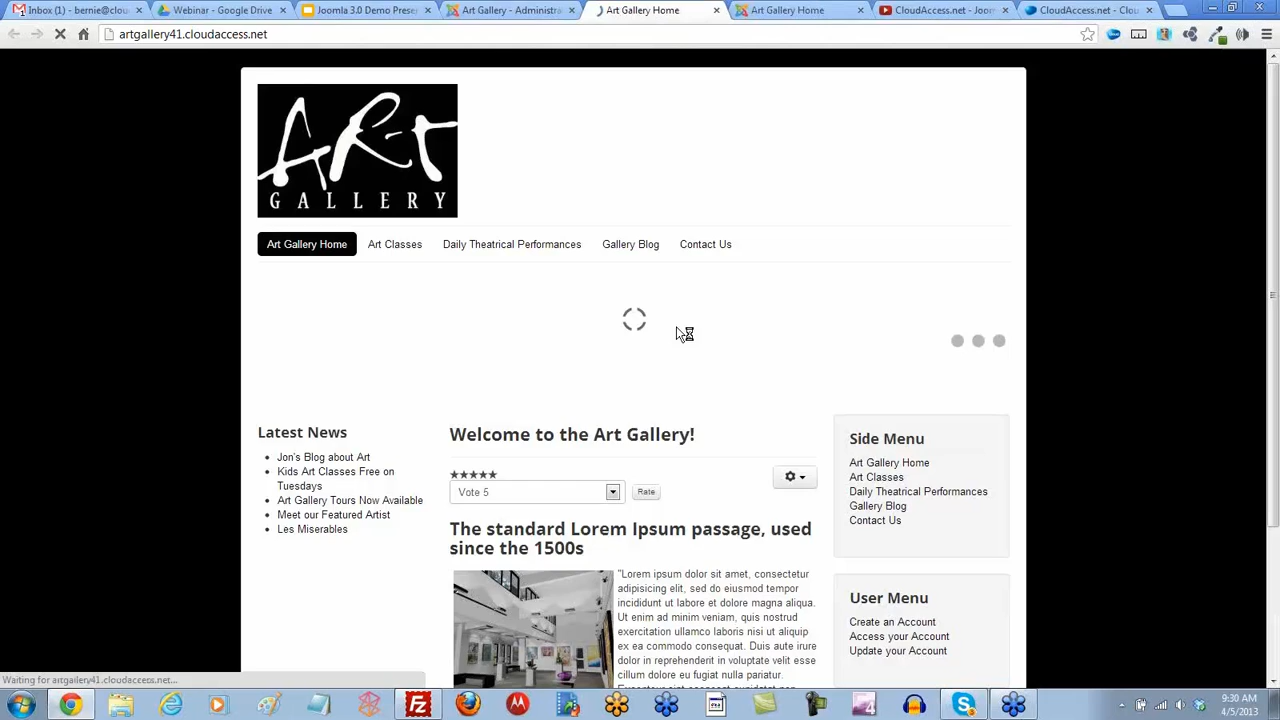 Inbox (1) - bernie@clou
Webinar - Google Drive
Joomla 3.0 Demo Prese
Art Gallery - Administra
Art Gallery Home
Art Gallery Home
CloudAccess.net - Joom
CloudAccess.net - Clou
artgallery41.cloudaccess.net
ART
GALLERY
Art Gallery Home
Art Classes
Daily Theatrical Performances
Gallery Blog
Contact Us
Latest News
Jon's Blog about Art
Kids Art Classes Free on
Tuesdays
Art Gallery Tours Now Available
Meet our Featured Artist
Les Miserables
Welcome to the Art Gallery!
Vote 5
Rate
The standard Lorem Ipsum passage, used
since the 1500s
"Lorem ipsum dolor sit amet, consectetur
adipisicing elit, sed do eiusmod tempor
incididunt ut labore et dolore magna aliqua.
Ut enim ad minim veniam, quis nostrud
exercitation ullamco laboris nisi ut aliquip
ex ea commodo consequat. Duis aute irure
dolor in reprehenderit in voluptate velit esse
cillum dolore eu fugiat nulla pariatur.
Side Menu
Art Gallery Home
Art Classes
Daily Theatrical Performances
Gallery Blog
Contact Us
User Menu
Create an Account
Access your Account
Update your Account
Waiting for artgallery41.cloudaccess.net...
9:30 AM
4/5/2013